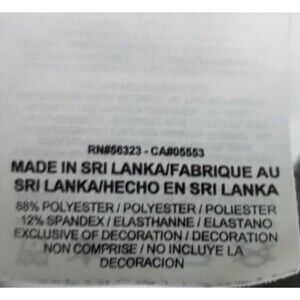 RN#56323 - CA#05553
MADE IN SRI LANKA/FABRIQUE AU
SRI LANKA/HECHO EN SRI LANKA
88% POLYESTER / POLYESTER / POLIESTER
12% SPANDEX / ELASTHANNE / ELASTANO
EXCLUSIVE OF DECORATION / DECORATION
NON COMPRISE / NO INCLUYE LA
DECORACION